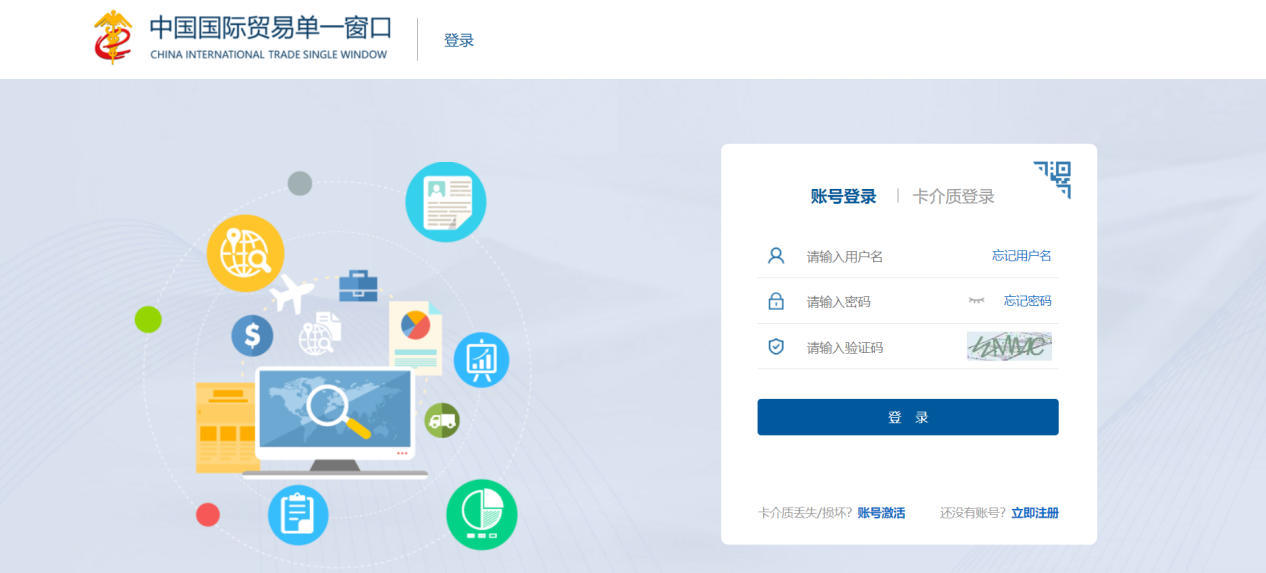 中国国际贸易单一窗口
CHINA INTERNATIONAL TRADE SINGLE WINDOW
登录
账号登录 | 卡介质登录
请输入用户名 忘记用户名
请输入密码 忘记密码
请输入验证码
登 录
卡介质丢失/损坏? 账号激活 还没有账号? 立即注册